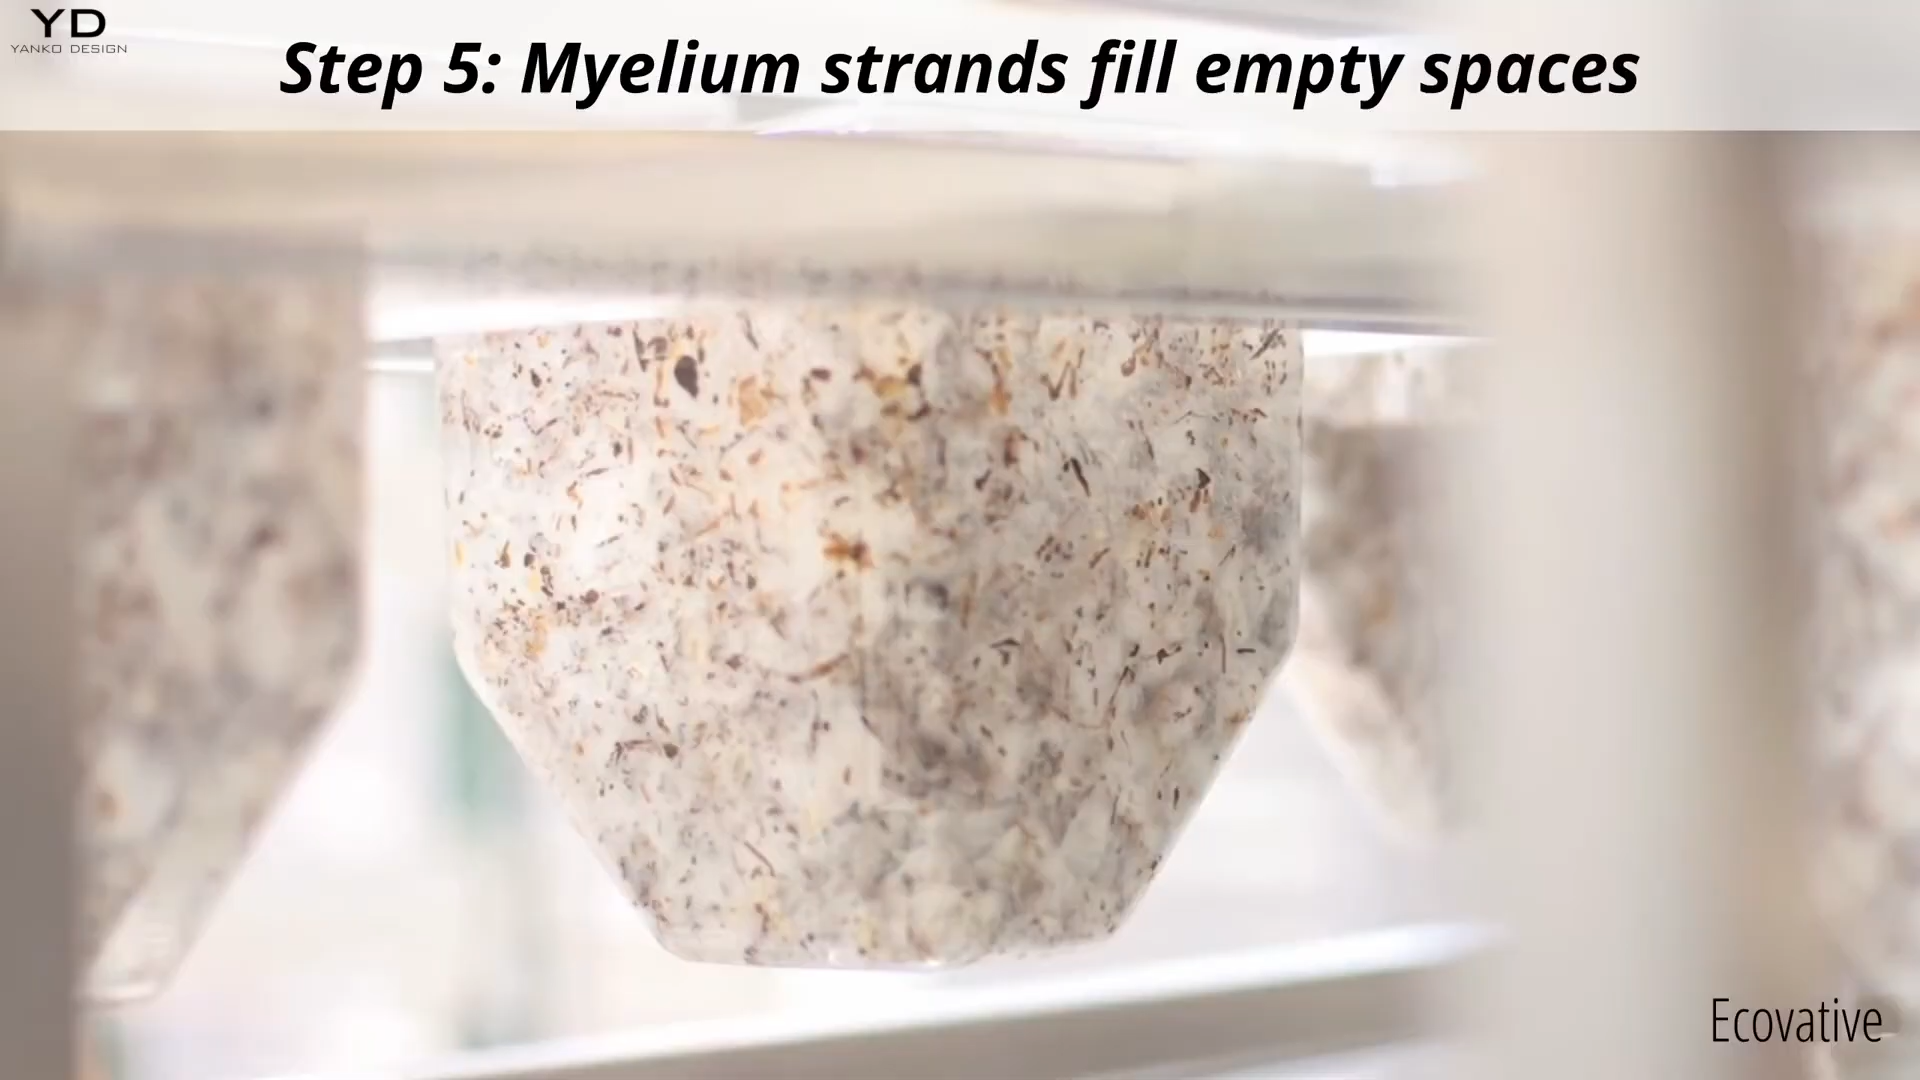 YD
YANKO DESIGN
Step 5: Myelium strands fill empty spaces
Ecovative